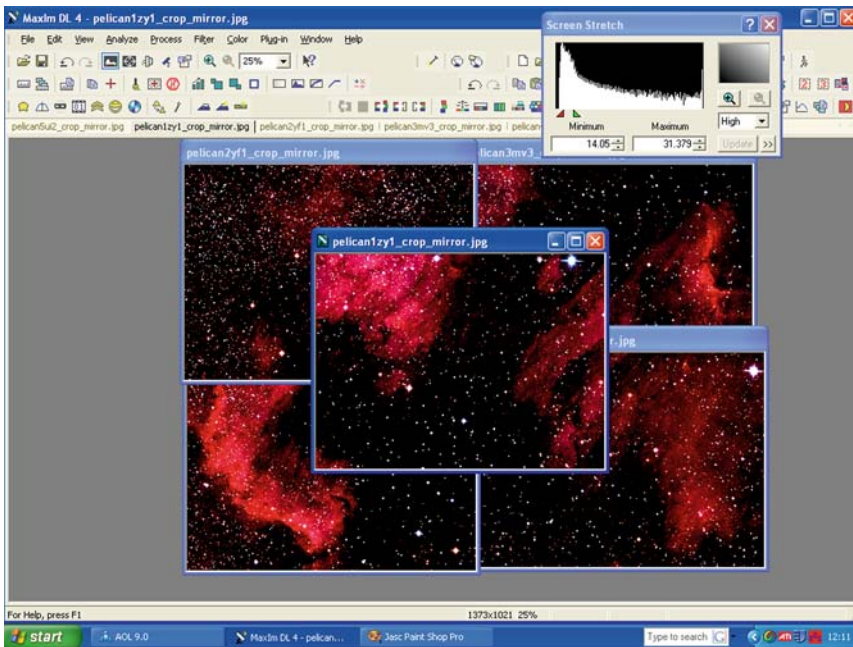 MaxIm DL 4 - pelican1zy1_crop_mirror.jpg
File Edit View Analyze Process Filter Color Plug-in Window Help
25%
pelican5ui2_crop_mirror.jpg pelican1zy1_crop_mirror.jpg pelican2yf1_crop_mirror.jpg pelican3mv3_crop_mirror.jpg pelican
Screen Stretch
Minimum Maximum
14.05 31.379
High
Update >>
pelican2yf1_crop_mirror.jpg
pelican1zy1_crop_mirror.jpg
For Help, press F1
1373x1021 25%
start AOL 9.0 MaxIm DL 4 - pelican... Jasc Paint Shop Pro Type to search 12:11